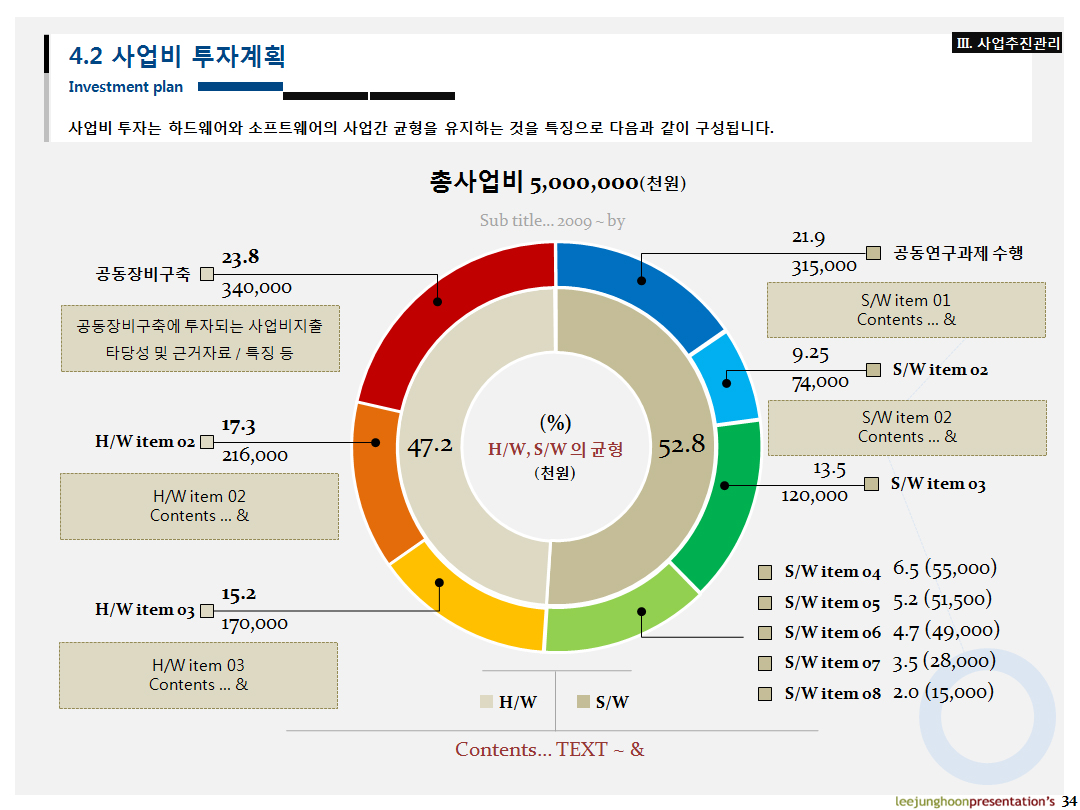 4.2 사업비 투자계획
III. 사업추진관리
Investment plan
사업비 투자는 하드웨어와 소프트웨어의 사업간 균형을 유지하는 것을 특징으로 다음과 같이 구성됩니다.
총사업비 5,000,000(천원)
Sub title... 2009 ~ by
공동장비구축
23.8
340,000
공동장비구축에 투자되는 사업비지출
타당성 및 근거자료 / 특징 등
H/W item 02
17.3
216,000
H/W item 02
Contents ... &
H/W item 03
15.2
170,000
H/W item 03
Contents ... &
47.2
(%)
H/W, S/W 의 균형
(천원)
52.8
21.9
315,000
공동연구과제 수행
S/W item 01
Contents ... &
9.25
74,000
S/W item 02
S/W item 02
Contents ... &
13.5
120,000
S/W item 03
S/W item 04 6.5 (55,000)
S/W item 05 5.2 (51,500)
S/W item 06 4.7 (49,000)
S/W item 07 3.5 (28,000)
S/W item 08 2.0 (15,000)
H/W S/W
Contents... TEXT ~ &
leejunghoonpresentation's 34